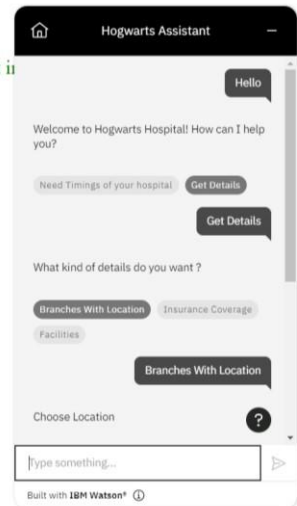 Hogwarts Assistant
Hello
Welcome to Hogwarts Hospital! How can I help
you?
Need Timings of your hospital Get Details
Get Details
What kind of details do you want ?
Branches With Location Insurance Coverage
Facilities
Branches With Location
Choose Location
?
Type something...
Built with IBM Watson®